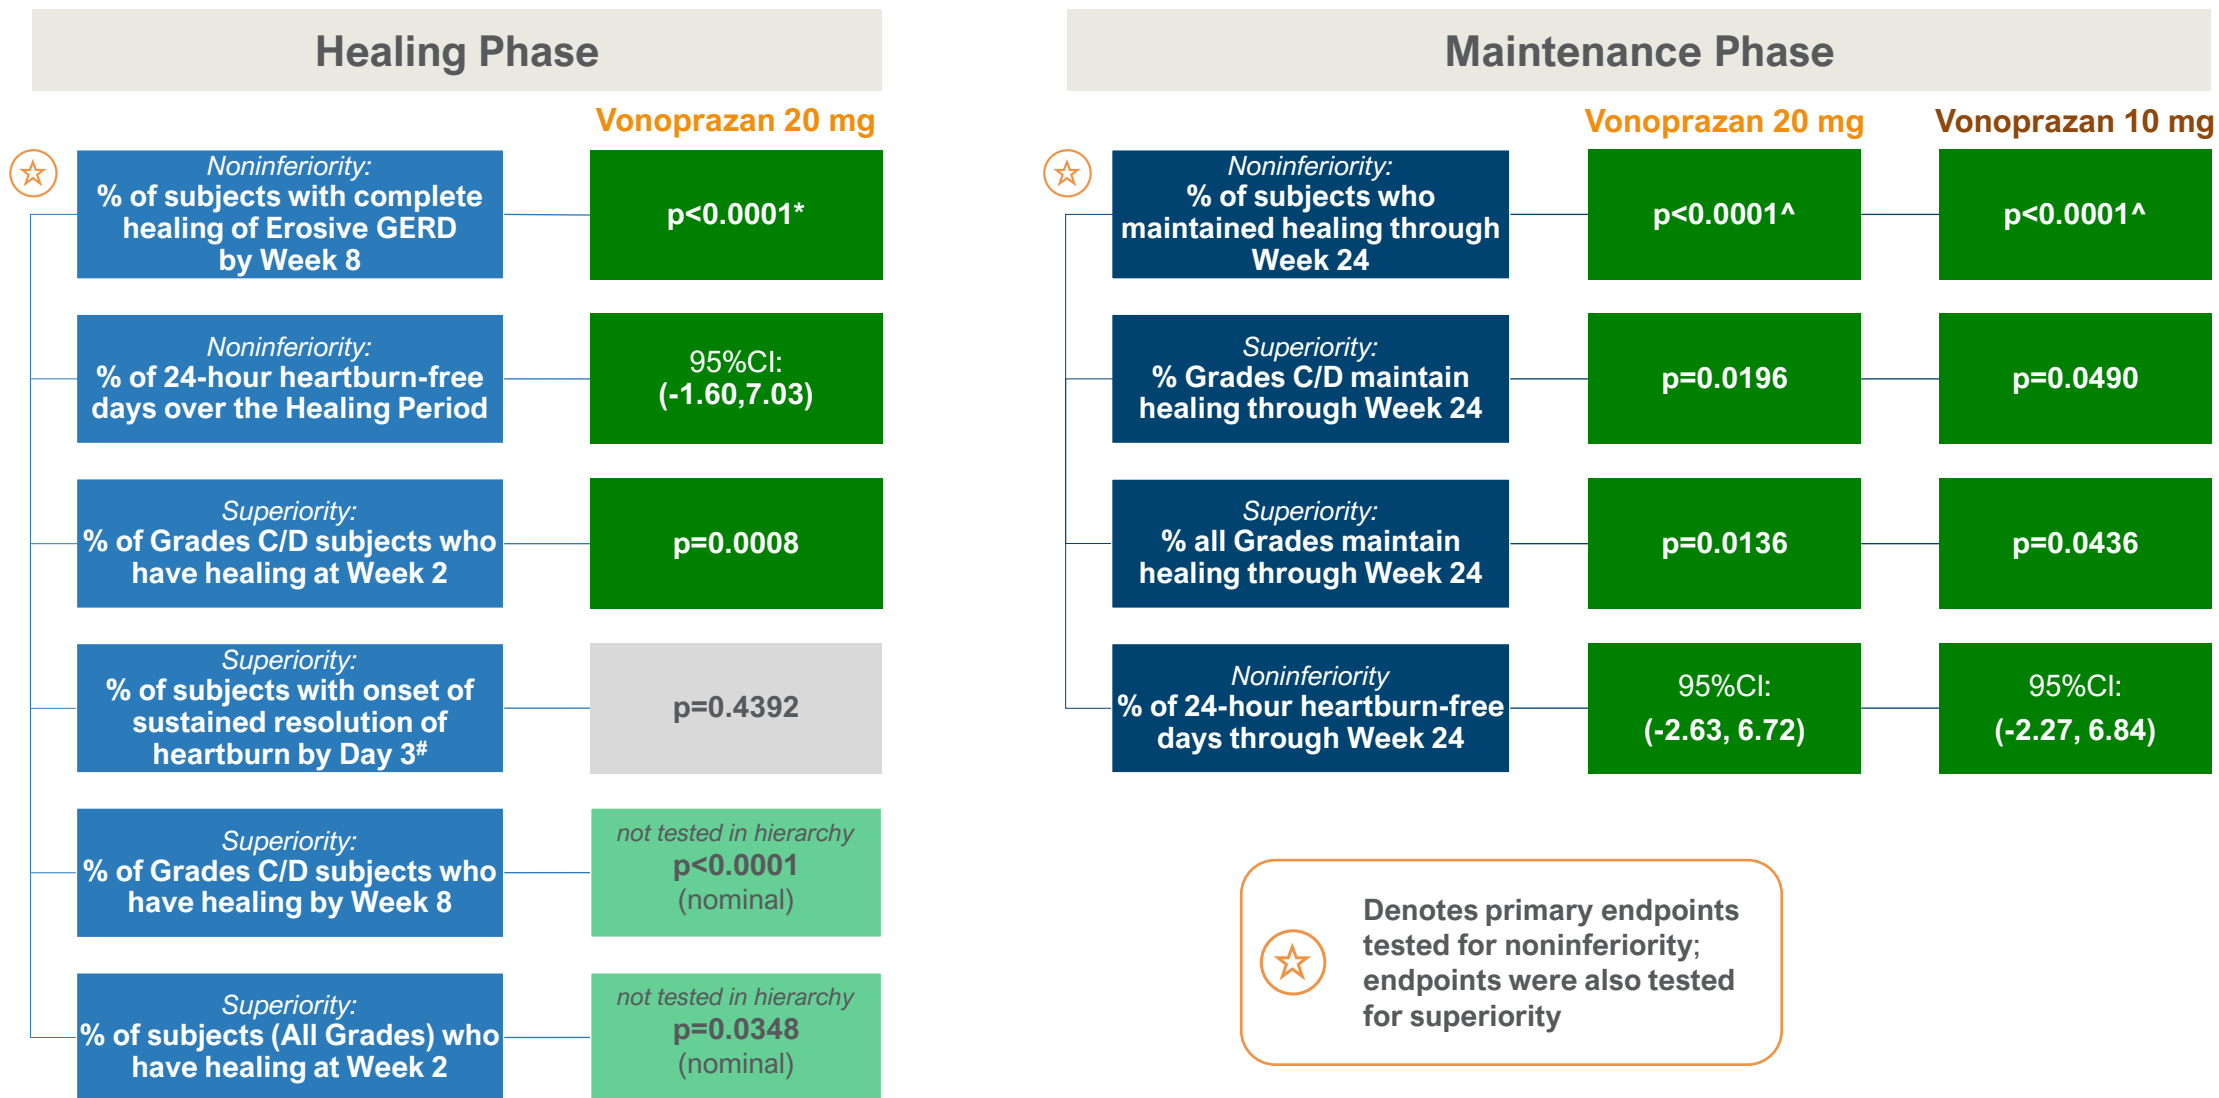 Healing Phase
Vonoprazan 20 mg
Noninferiority:
% of subjects with complete
healing of Erosive GERD
by Week 8
p<0.0001*
Noninferiority:
% of 24-hour heartburn-free
days over the Healing Period
95%CI:
(-1.60,7.03)
Superiority:
% of Grades C/D subjects who
have healing at Week 2
p=0.0008
Superiority:
% of subjects with onset of
sustained resolution of
heartburn by Day 3#
p=0.4392
Superiority:
% of Grades C/D subjects who
have healing by Week 8
not tested in hierarchy
p<0.0001
(nominal)
Superiority:
% of subjects (All Grades) who
have healing at Week 2
not tested in hierarchy
p=0.0348
(nominal)
Maintenance Phase
Vonoprazan 20 mg
Vonoprazan 10 mg
Noninferiority:
% of subjects who
maintained healing through
Week 24
p<0.0001^
p<0.0001^
Superiority:
% Grades C/D maintain
healing through Week 24
p=0.0196
p=0.0490
Superiority:
% all Grades maintain
healing through Week 24
p=0.0136
p=0.0436
Noninferiority
% of 24-hour heartburn-free
days through Week 24
95%CI:
(-2.63, 6.72)
95%CI:
(-2.27, 6.84)
Denotes primary endpoints
tested for noninferiority;
endpoints were also tested
for superiority